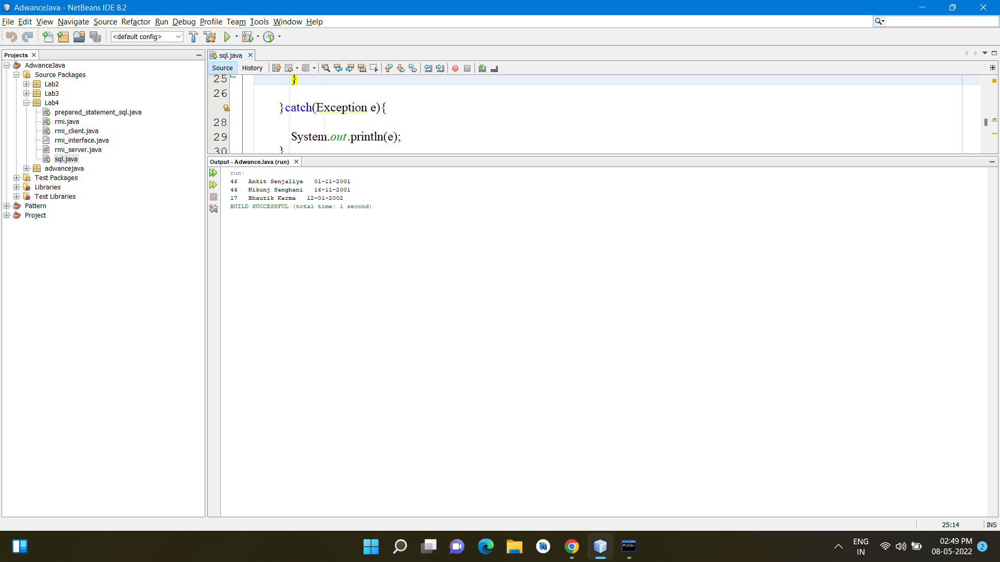 AdwanceJava - NetBeans IDE 8.2
File Edit View Navigate Source Refactor Run Debug Profile Team Tools Window Help
<default config>
Projects
AdwanceJava
Source Packages
Lab2
Lab3
Lab4
prepared_statement_sql.java
rmi.java
rmi_client.java
rmi_interface.java
rmi_server.java
sql.java
adwancejava
Test Packages
Libraries
Test Libraries
Pattern
Project
sql.java
Source History
25 }
26
}catch(Exception e){
28
29 System.out.println(e);
30 }
Output - AdwanceJava (run)
run:
46 Ankit Senjaliya 01-11-2001
44 Nikunj Sanghani 16-11-2001
17 Bhautik Karma 12-01-2002
BUILD SUCCESSFUL (total time: 1 second)
25:14 INS
MySQL
ENG
IN
02:49 PM
08-05-2022
2